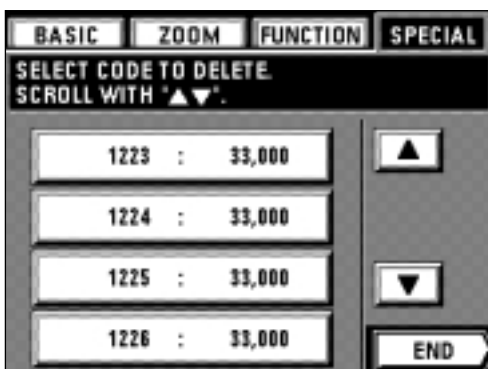 BASIC ZOOM FUNCTION SPECIAL
SELECT CODE TO DELETE.
SCROLL WITH "▲▼".
1223 : 33,000
1224 : 33,000
1225 : 33,000
1226 : 33,000
END